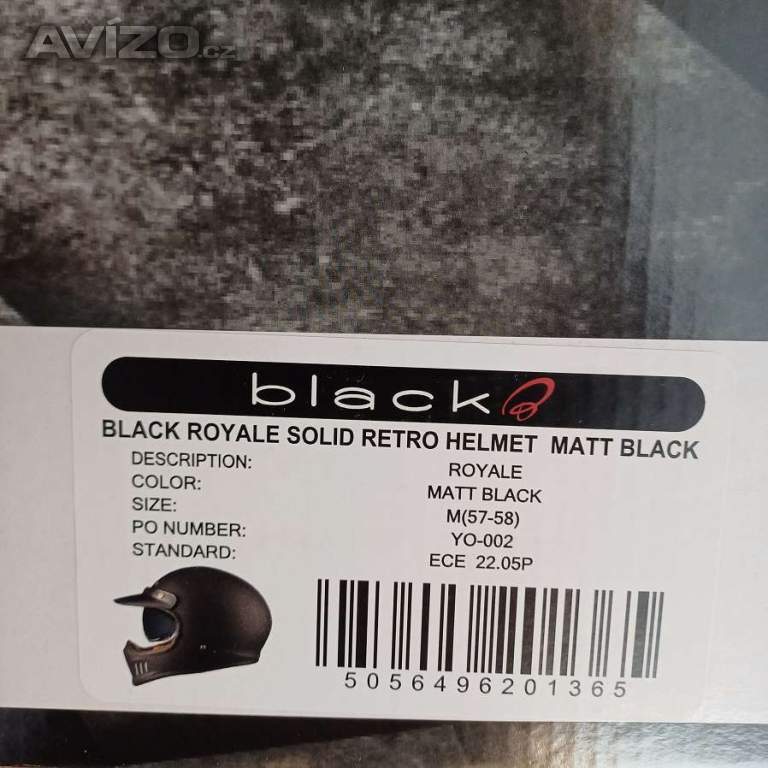 AVÍZO.cz
black
BLACK ROYALE SOLID RETRO HELMET MATT BLACK
DESCRIPTION: ROYALE
COLOR: MATT BLACK
SIZE: M(57-58)
PO NUMBER: YO-002
STANDARD: ECE 22.05P
5056496201365